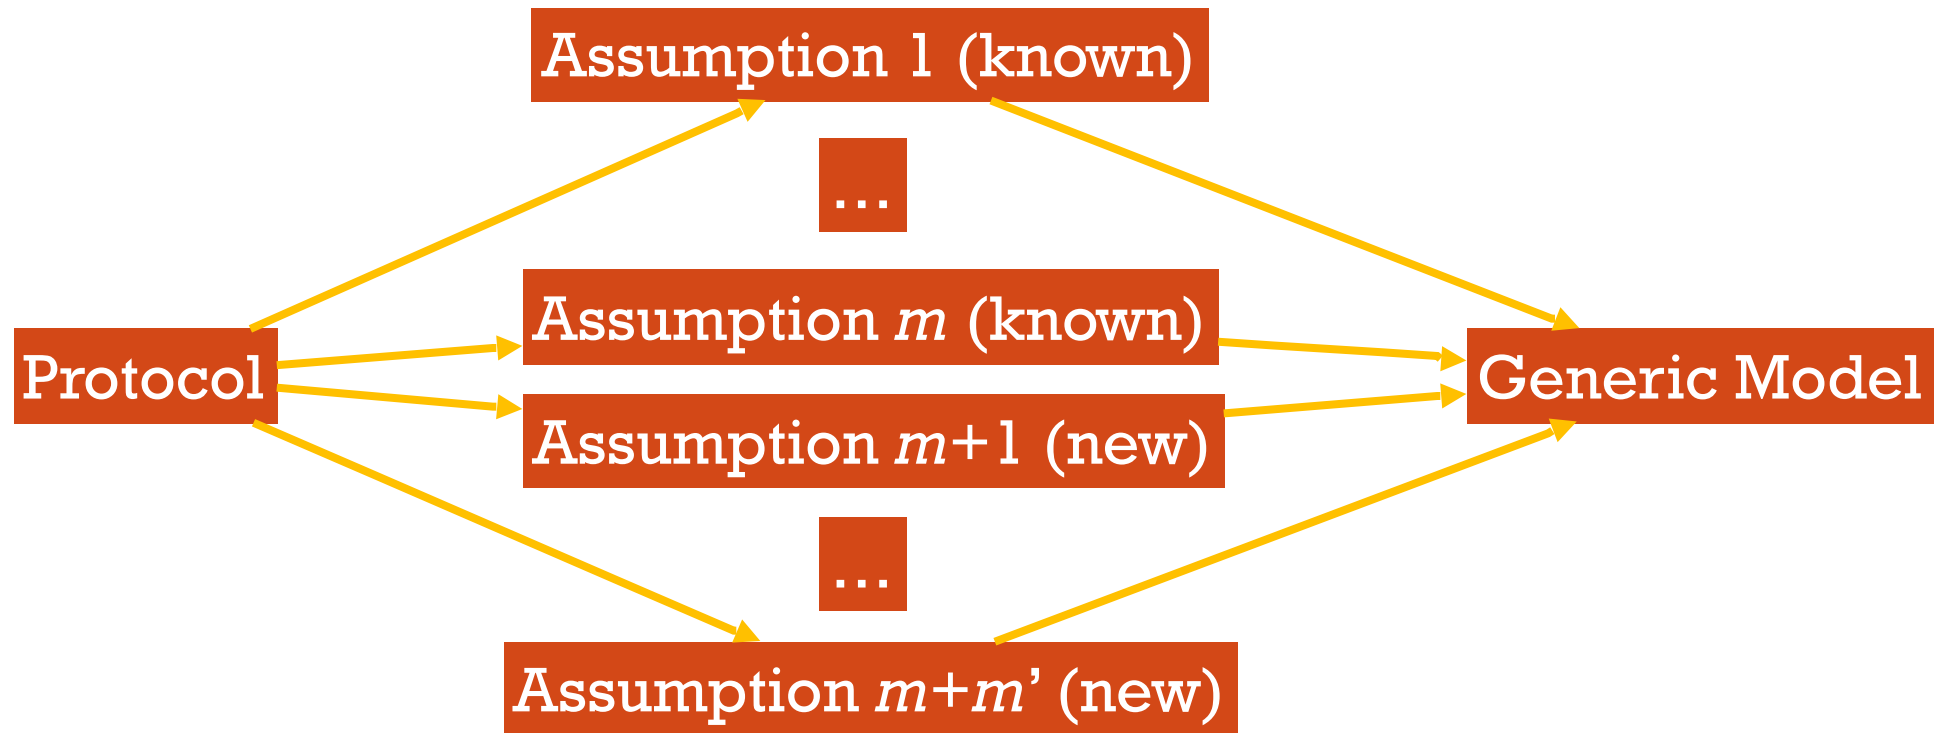 Assumption 1 (known)
...
Assumption m (known)
Protocol
Generic Model
Assumption m+1 (new)
...
Assumption m+m’ (new)